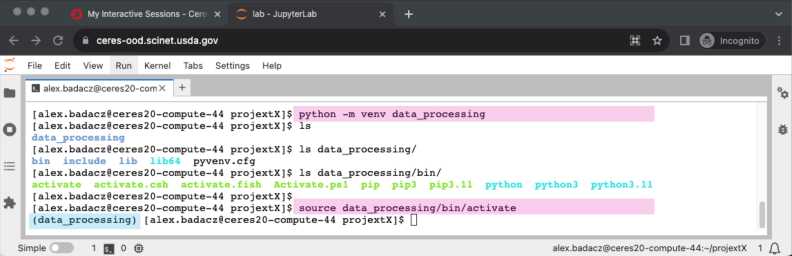 My Interactive Sessions - Ceres
lab - JupyterLab
ceres-ood.scinet.usda.gov
Incognito
File Edit View Run Kernel Tabs Settings Help
alex.badacz@ceres20-com
[alex.badacz@ceres20-compute-44 projextX]$ python -m venv data_processing
[alex.badacz@ceres20-compute-44 projextX]$ ls
data_processing
[alex.badacz@ceres20-compute-44 projextX]$ ls data_processing/
bin include lib lib64 pyvenv.cfg
[alex.badacz@ceres20-compute-44 projextX]$ ls data_processing/bin/
activate activate.csh activate.fish Activate.ps1 pip pip3 pip3.11 python python3 python3.11
[alex.badacz@ceres20-compute-44 projextX]$
[alex.badacz@ceres20-compute-44 projextX]$ source data_processing/bin/activate
(data_processing) [alex.badacz@ceres20-compute-44 projextX]$
Simple 1 0 alex.badacz@ceres20-compute-44:~/projextX 1